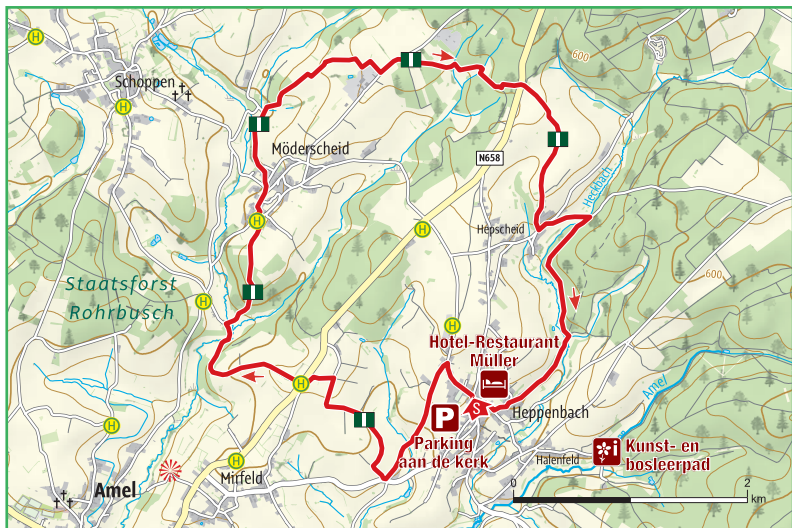 H
600
Schoppen
H
Möderscheid
N658
Heckbach
H
H
Hepscheid
Staatsforst
Rohrbusch
600
H
H
Hotel-Restaurant
Müller
H
S
P
Heppenbach
Amel
H
Parking
aan de kerk
Kunst- en
bosleerpad
Halenfeld
H
Mirfeld
Amel
0
2
km